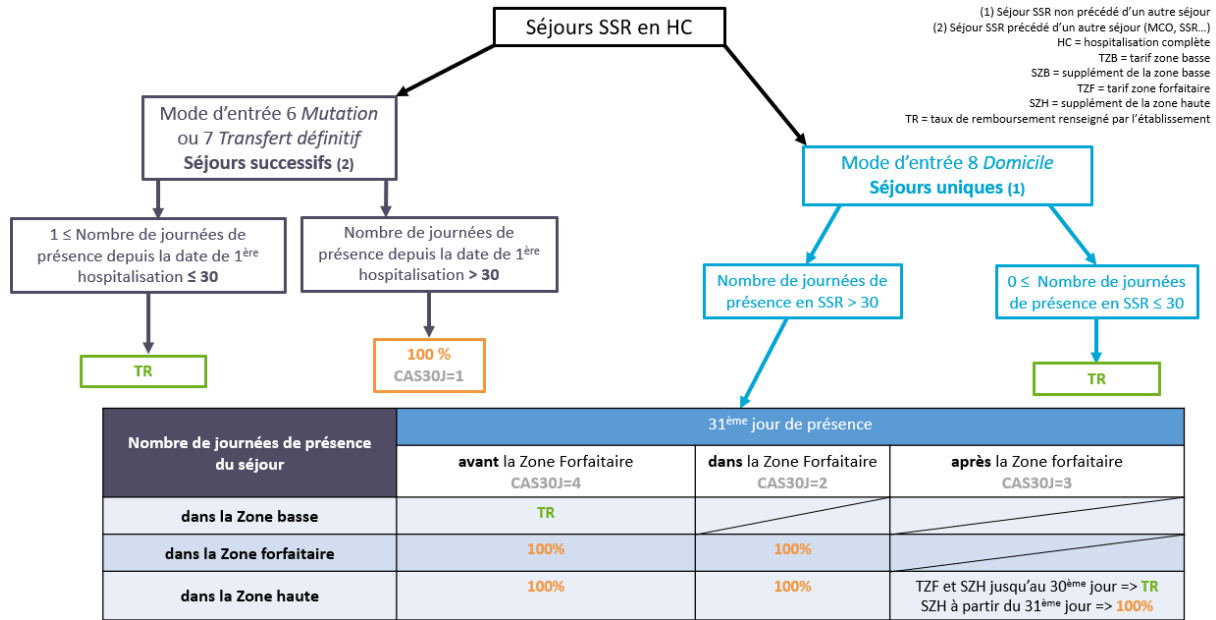 Séjours SSR en HC
(1) Séjour SSR non précédé d'un autre séjour
(2) Séjour SSR précédé d'un autre séjour (MCO, SSR...)
HC = hospitalisation complète
TZB = tarif zone basse
SZB = supplément de la zone basse
TZF = tarif zone forfaitaire
SZH = supplément de la zone haute
TR = taux de remboursement renseigné par l'établissement
Mode d'entrée 6 Mutation
ou 7 Transfert définitif
Séjours successifs (2)
Mode d'entrée 8 Domicile
Séjours uniques (1)
1 ≤ Nombre de journées de
présence depuis la date de 1ère
hospitalisation ≤ 30
Nombre de journées de
présence depuis la date de 1ère
hospitalisation > 30
Nombre de journées de
présence en SSR > 30
0 ≤ Nombre de journées
de présence en SSR ≤ 30
TR
100 %
CAS30J=1
TR
Nombre de journées de présence
du séjour
31ème jour de présence
avant la Zone Forfaitaire
CAS30J=4
dans la Zone Forfaitaire
CAS30J=2
après la Zone forfaitaire
CAS30J=3
dans la Zone basse
TR
dans la Zone forfaitaire
100%
100%
dans la Zone haute
100%
100%
TZF et SZH jusqu'au 30ème jour => TR
SZH à partir du 31ème jour => 100%